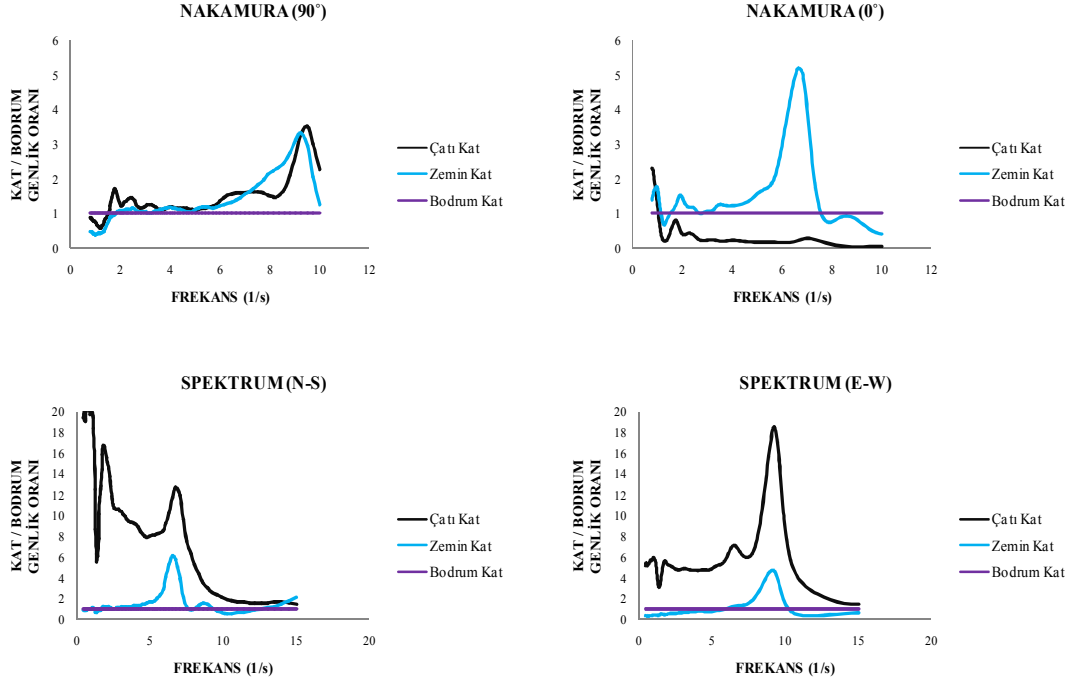 NAKAMURA (90˚)
KAT / BODRUM
GENLİK ORANI
6
5
4
3
2
1
0
0 2 4 6 8 10 12
FREKANS (1/s)
Çatı Kat
Zemin Kat
Bodrum Kat
NAKAMURA (0˚)
KAT / BODRUM
GENLİK ORANI
6
5
4
3
2
1
0
0 2 4 6 8 10 12
FREKANS (1/s)
Çatı Kat
Zemin Kat
Bodrum Kat
SPEKTRUM (N-S)
KAT / BODRUM
GENLİK ORANI
20
18
16
14
12
10
8
6
4
2
0
0 5 10 15 20
FREKANS (1/s)
Çatı Kat
Zemin Kat
Bodrum Kat
SPEKTRUM (E-W)
KAT / BODRUM
GENLİK ORANI
20
18
16
14
12
10
8
6
4
2
0
0 5 10 15 20
FREKANS (1/s)
Çatı Kat
Zemin Kat
Bodrum Kat